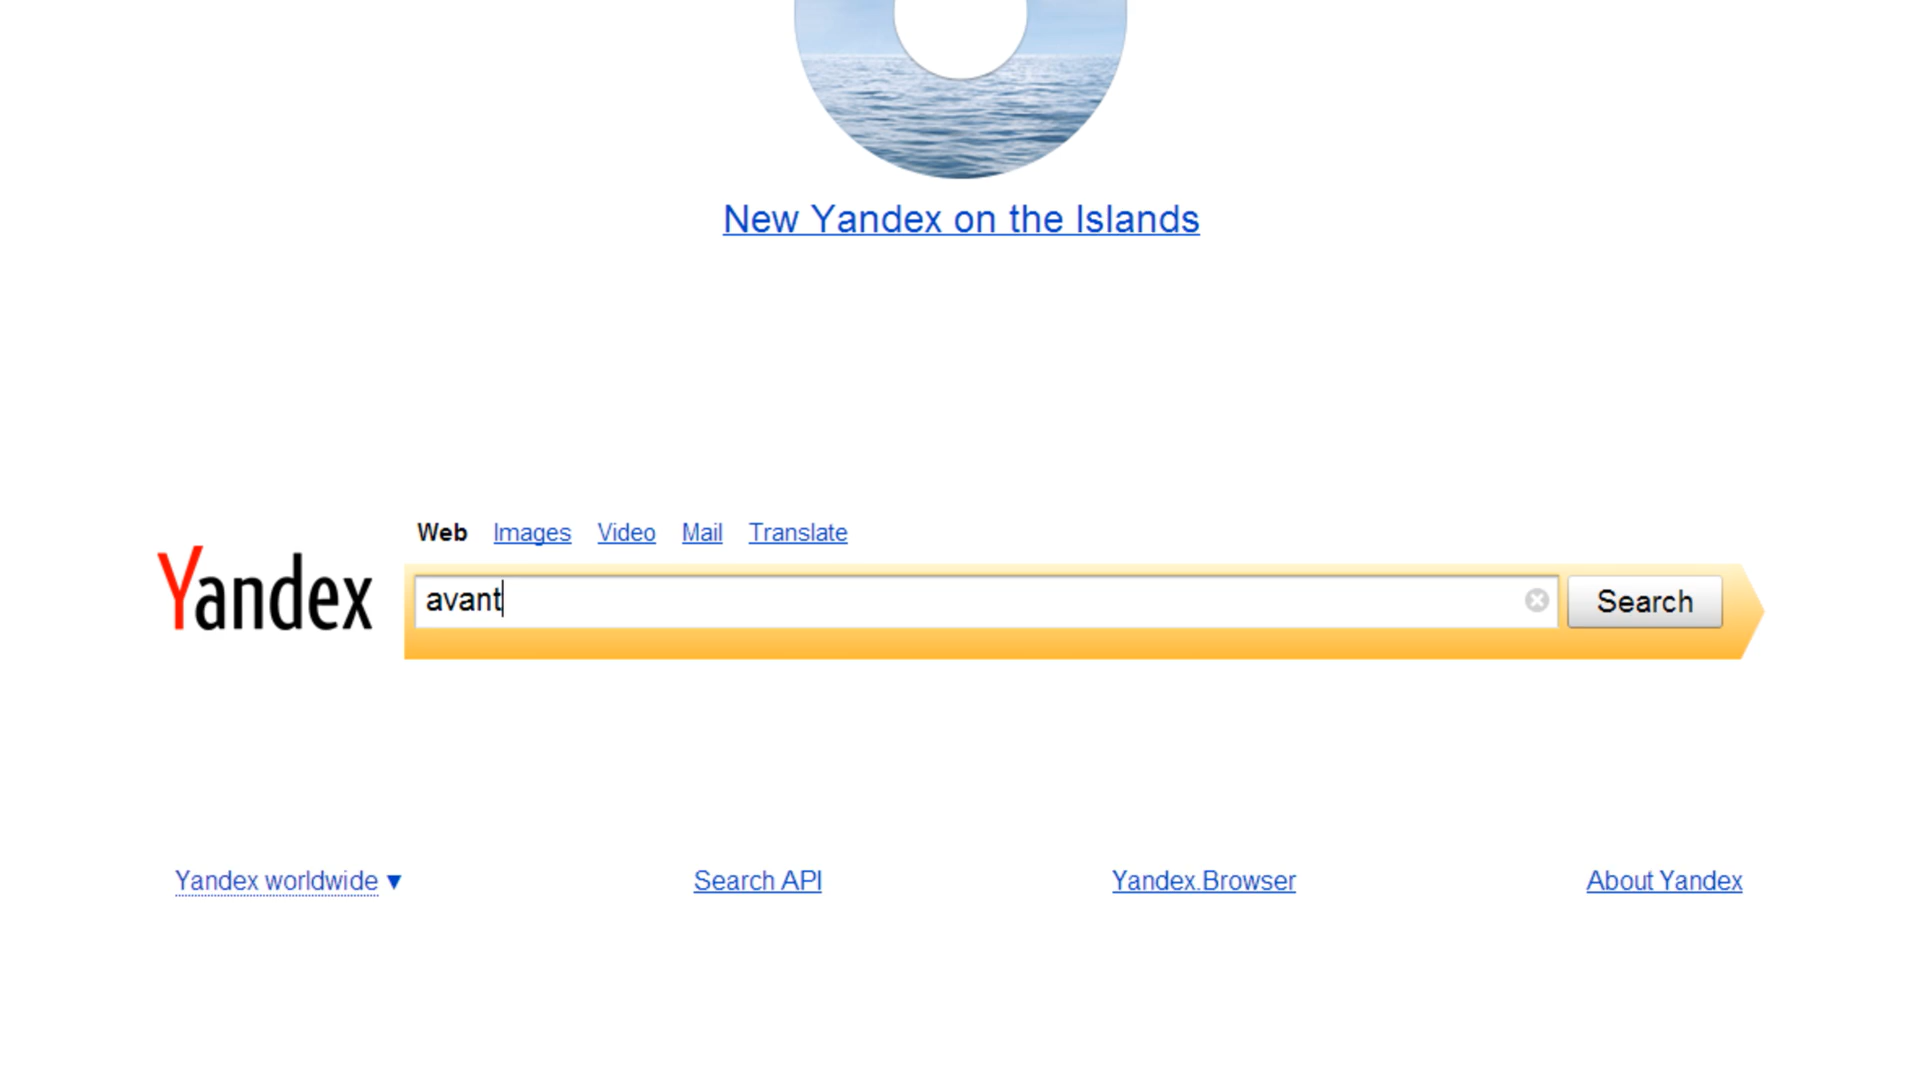 New Yandex on the Islands
Web Images Video Mail Translate
Yandex
avant
Search
Yandex worldwide ▼ Search API Yandex.Browser About Yandex